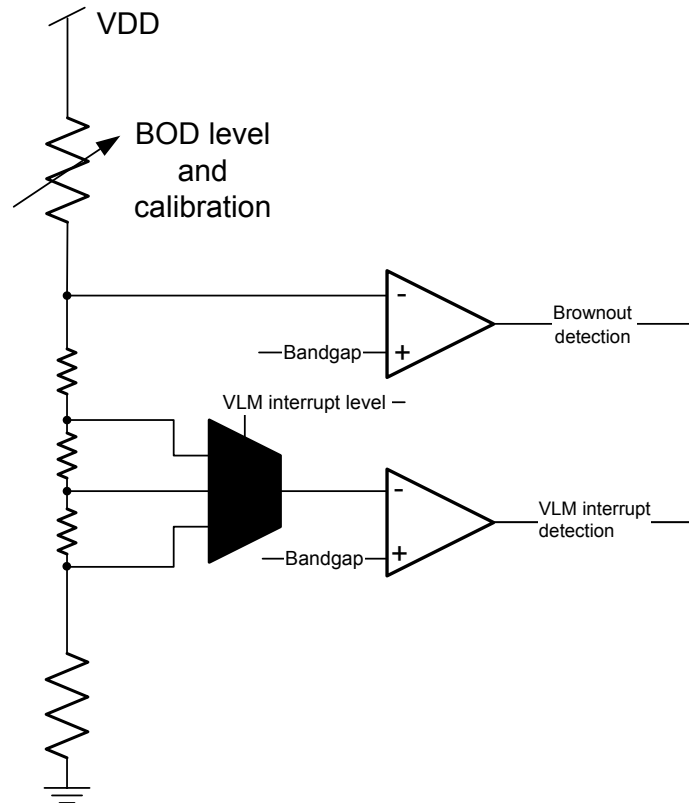 VDD
BOD level
and
calibration
-
Brownout
detection
Bandgap
+
VLM interrupt level
-
VLM interrupt
detection
Bandgap
+